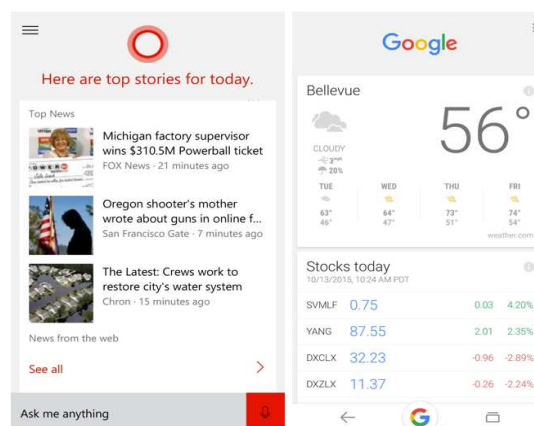 Here are top stories for today.
Top News
Michigan factory supervisor
wins $310.5M Powerball ticket
FOX News · 21 minutes ago
Oregon shooter's mother
wrote about guns in online f...
San Francisco Gate · 7 minutes ago
The Latest: Crews work to
restore city's water system
Chron · 15 minutes ago
News from the web
See all
Ask me anything
Google
Bellevue
56°
CLOUDY
20%
TUE WED THU FRI
63° 64° 73° 74°
46° 47° 51° 54°
weather.com
Stocks today
10/13/2015, 10:24 AM PDT
SVMLF 0.75 0.03 4.20%
YANG 87.55 2.01 2.35%
DXCLX 32.23 -0.96 -2.89%
DXZLX 11.37 -0.26 -2.24%
G